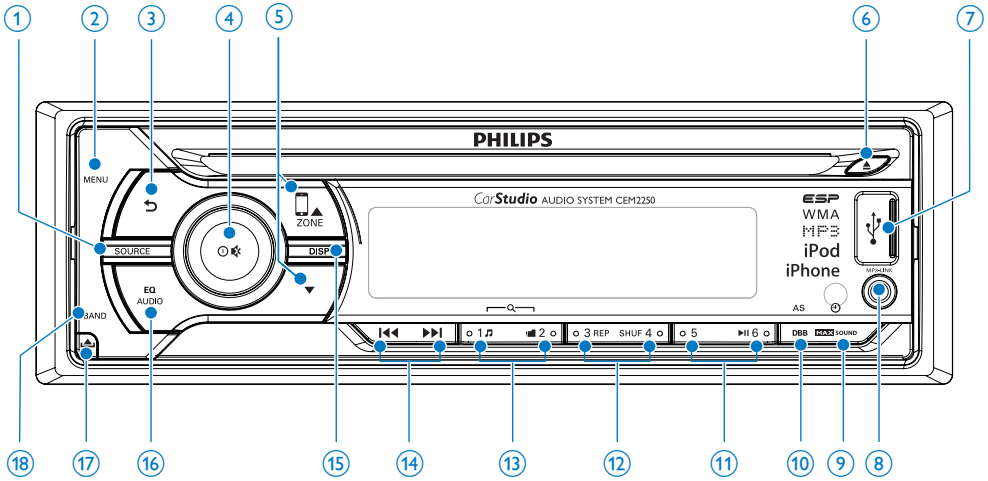 1 2 3 4 5 6 7
PHILIPS
MENU
ZONE
CarStudio AUDIO SYSTEM CEM2250
ESP
WMA
MP3
iPod
iPhone
MP3-LINK
SOURCE
DISP
EQ
AUDIO
BAND
AS
1 2 3 REP SHUF 4 5 6 DBB MAX SOUND
18 17 16 15 14 13 12 11 10 9 8